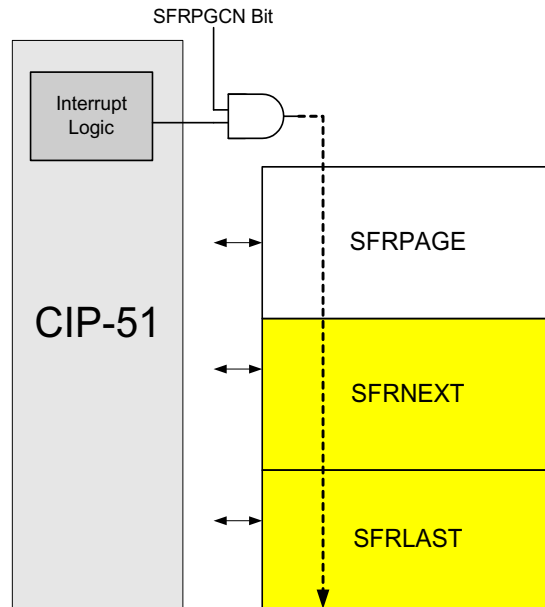 SFRPGCN Bit
Interrupt
Logic
SFRPAGE
CIP-51
SFRNEXT
SFRLAST